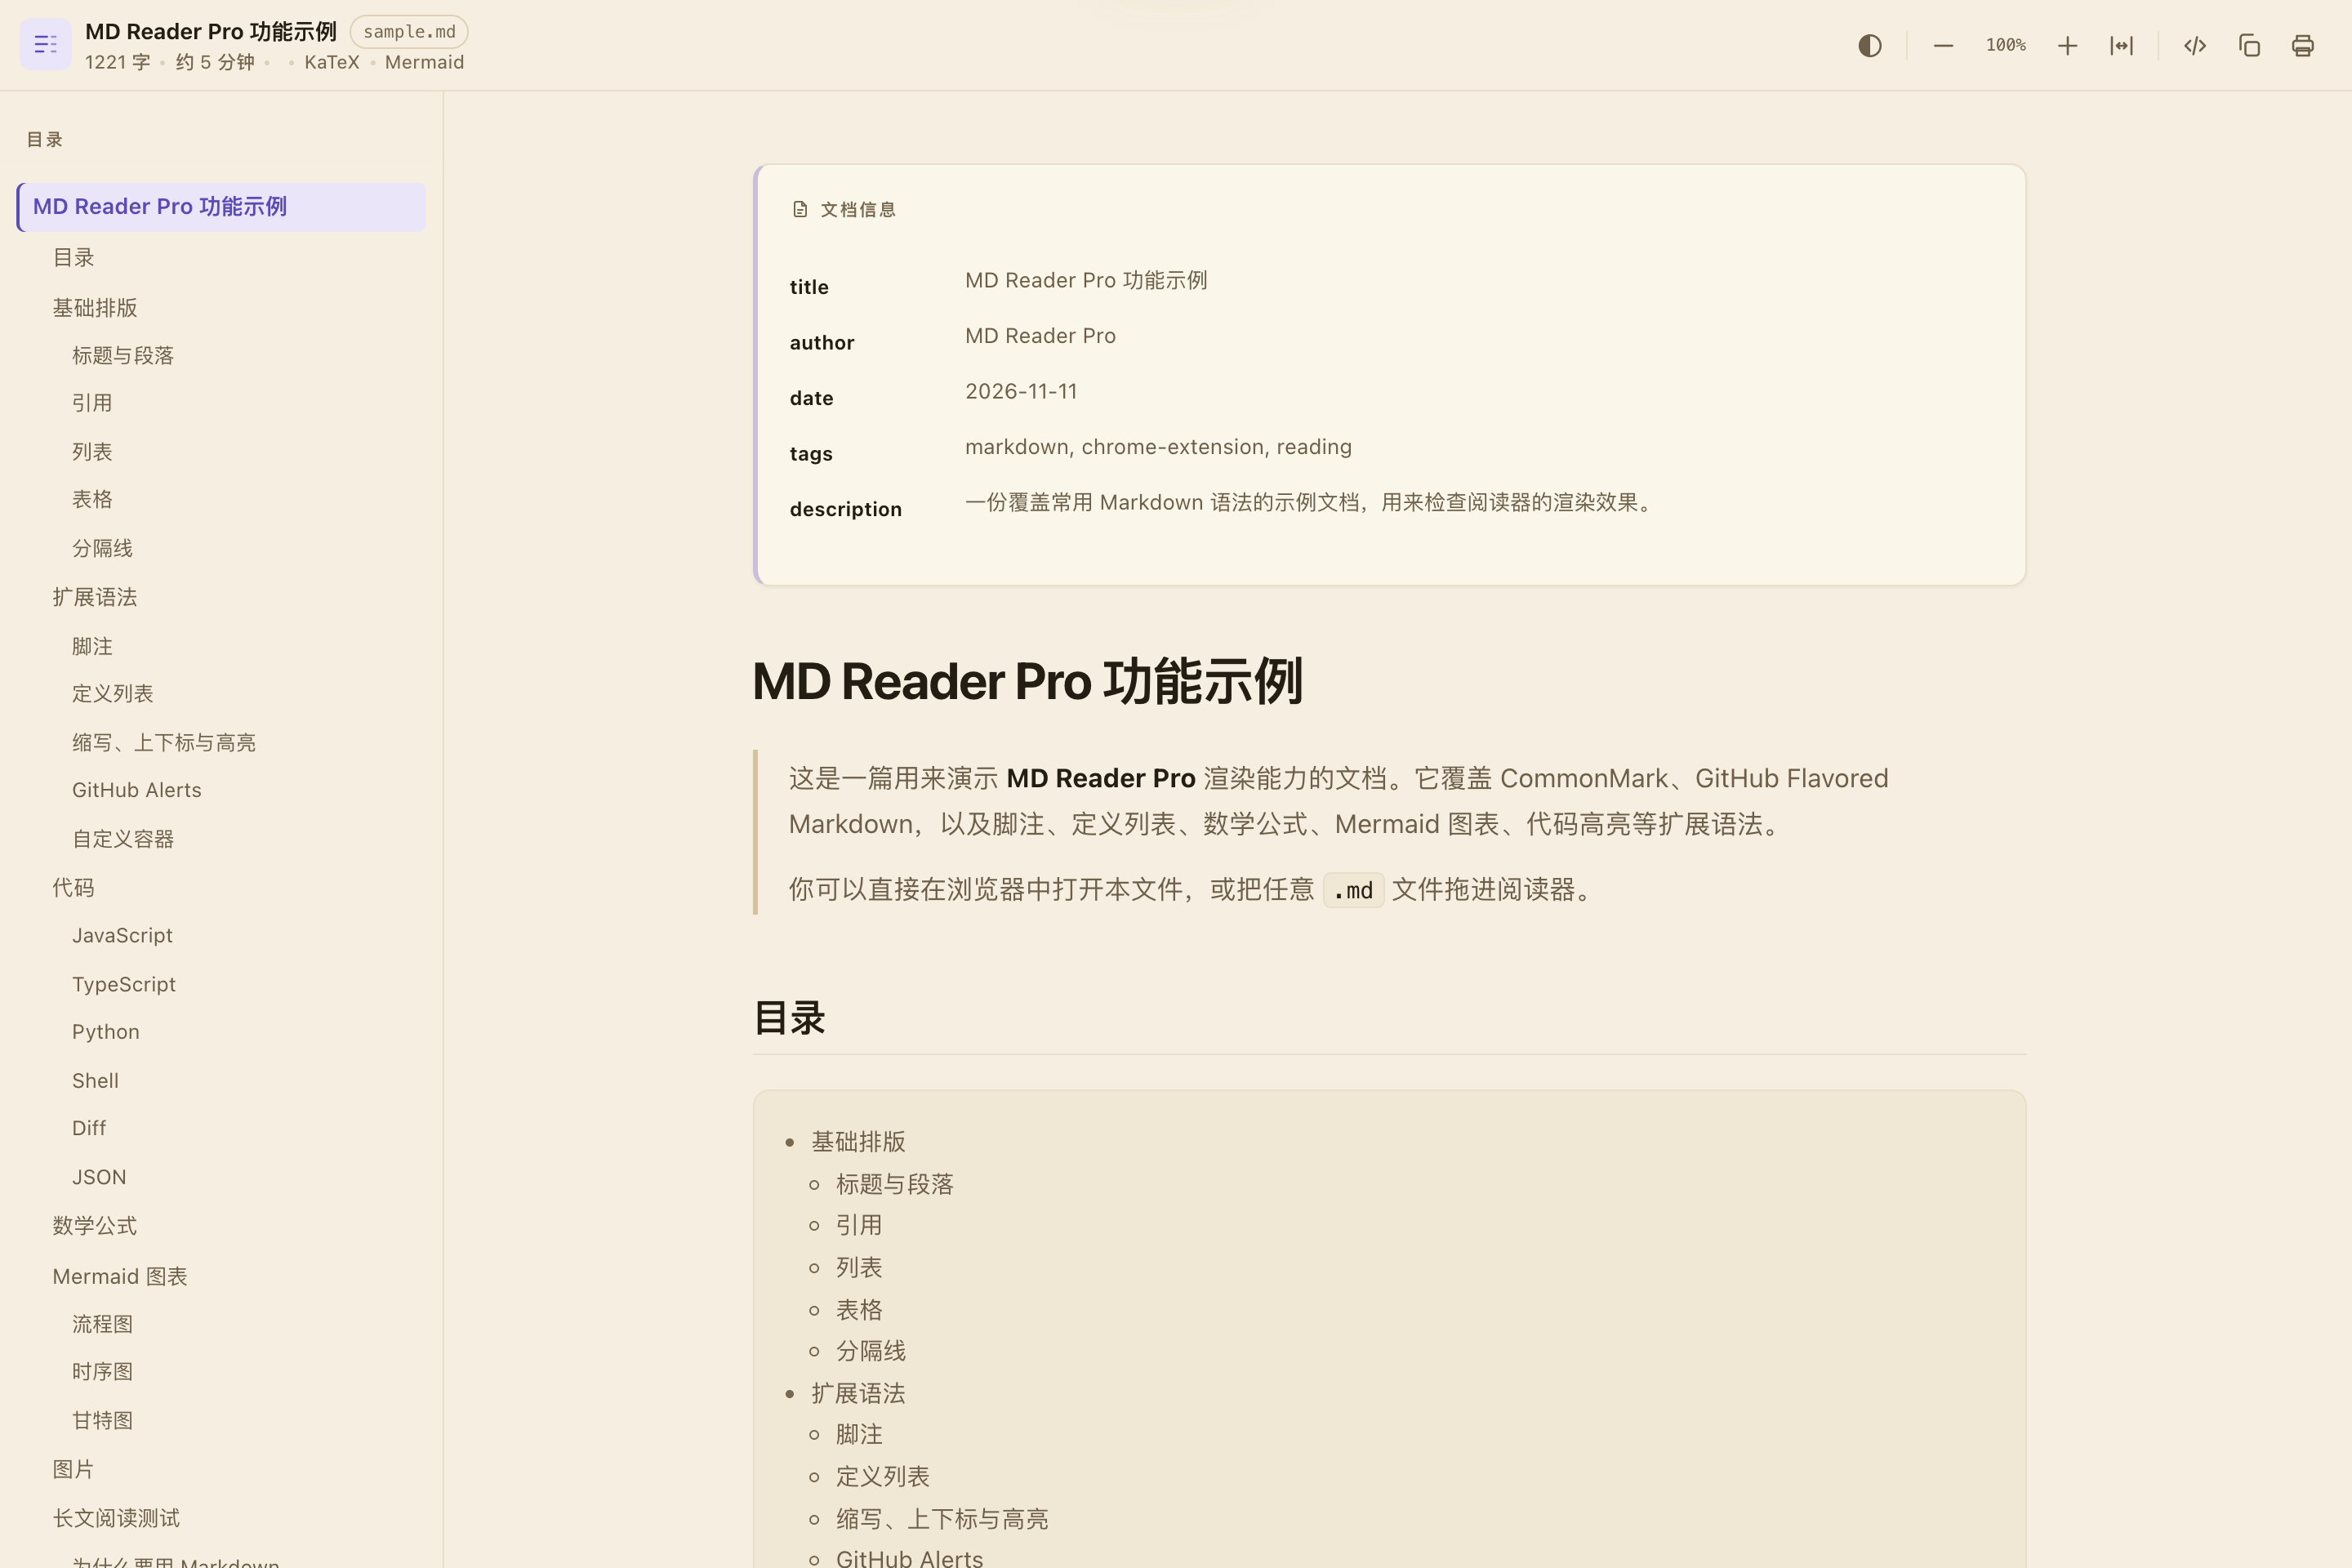 MD Reader Pro 功能示例 sample.md
1221 字 • 约 5 分钟 • • KaTeX • Mermaid
100%
目录
MD Reader Pro 功能示例
目录
基础排版
标题与段落
引用
列表
表格
分隔线
扩展语法
脚注
定义列表
缩写、上下标与高亮
GitHub Alerts
自定义容器
代码
JavaScript
TypeScript
Python
Shell
Diff
JSON
数学公式
Mermaid 图表
流程图
时序图
甘特图
图片
长文阅读测试
为什么要用 Markdown
文档信息
title MD Reader Pro 功能示例
author MD Reader Pro
date 2026-11-11
tags markdown, chrome-extension, reading
description 一份覆盖常用 Markdown 语法的示例文档，用来检查阅读器的渲染效果。
MD Reader Pro 功能示例
这是一篇用来演示 MD Reader Pro 渲染能力的文档。它覆盖 CommonMark、GitHub Flavored
Markdown，以及脚注、定义列表、数学公式、Mermaid 图表、代码高亮等扩展语法。
你可以直接在浏览器中打开本文件，或把任意 .md 文件拖进阅读器。
目录
• 基础排版
◦ 标题与段落
◦ 引用
◦ 列表
◦ 表格
◦ 分隔线
• 扩展语法
◦ 脚注
◦ 定义列表
◦ 缩写、上下标与高亮
◦ GitHub Alerts